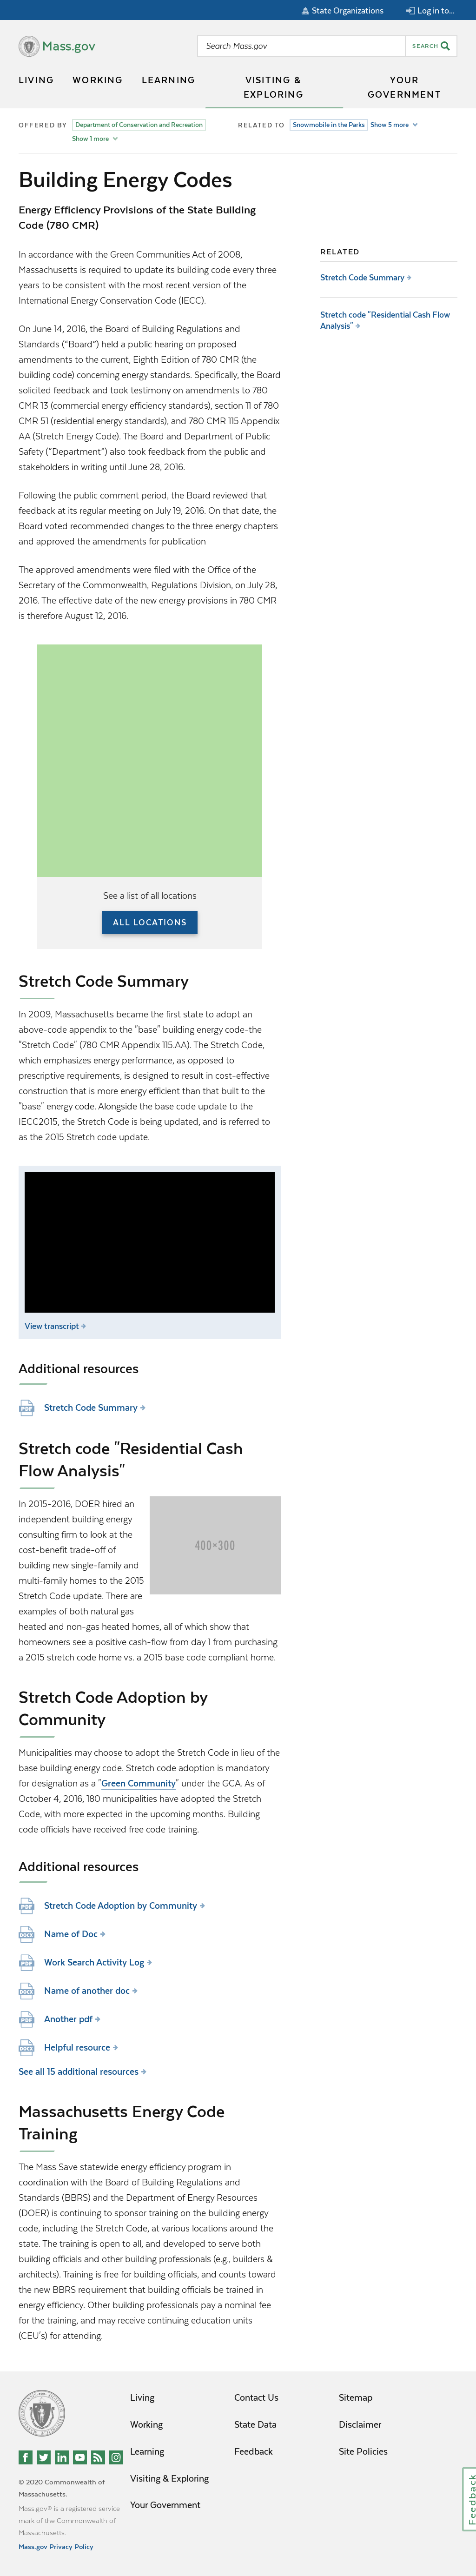 State Organizations
Log in to...
Mass.gov
Search Mass.gov
SEARCH
LIVING
WORKING
LEARNING
VISITING &
EXPLORING
YOUR
GOVERNMENT
OFFERED BY
Department of Conservation and Recreation
Show 1 more
RELATED TO
Snowmobile in the Parks
Show 5 more
Building Energy Codes
Energy Efficiency Provisions of the State Building
Code (780 CMR)
In accordance with the Green Communities Act of 2008,
Massachusetts is required to update its building code every three
years to be consistent with the most recent version of the
International Energy Conservation Code (IECC).
On June 14, 2016, the Board of Building Regulations and
Standards ("Board") held a public hearing on proposed
amendments to the current, Eighth Edition of 780 CMR (the
building code) concerning energy standards. Specifically, the Board
solicited feedback and took testimony on amendments to 780
CMR 13 (commercial energy efficiency standards), section 11 of 780
CMR 51 (residential energy standards), and 780 CMR 115 Appendix
AA (Stretch Energy Code). The Board and Department of Public
Safety ("Department") also took feedback from the public and
stakeholders in writing until June 28, 2016.
Following the public comment period, the Board reviewed that
feedback at its regular meeting on July 19, 2016. On that date, the
Board voted recommended changes to the three energy chapters
and approved the amendments for publication
The approved amendments were filed with the Office of the
Secretary of the Commonwealth, Regulations Division, on July 28,
2016. The effective date of the new energy provisions in 780 CMR
is therefore August 12, 2016.
RELATED
Stretch Code Summary
Stretch code "Residential Cash Flow
Analysis"
See a list of all locations
ALL LOCATIONS
Stretch Code Summary
In 2009, Massachusetts became the first state to adopt an
above-code appendix to the "base" building energy code-the
"Stretch Code" (780 CMR Appendix 115.AA). The Stretch Code,
which emphasizes energy performance, as opposed to
prescriptive requirements, is designed to result in cost-effective
construction that is more energy efficient than that built to the
"base" energy code. Alongside the base code update to the
IECC2015, the Stretch Code is being updated, and is referred to
as the 2015 Stretch code update.
View transcript
Additional resources
PDF
Stretch Code Summary
Stretch code "Residential Cash
Flow Analysis"
In 2015-2016, DOER hired an
independent building energy
consulting firm to look at the
cost-benefit trade-off of
building new single-family and
multi-family homes to the 2015
Stretch Code update. There are
examples of both natural gas
heated and non-gas heated homes, all of which show that
homeowners see a positive cash-flow from day 1 from purchasing
a 2015 stretch code home vs. a 2015 base code compliant home.
400×300
Stretch Code Adoption by
Community
Municipalities may choose to adopt the Stretch Code in lieu of the
base building energy code. Stretch code adoption is mandatory
for designation as a "Green Community" under the GCA. As of
October 4, 2016, 180 municipalities have adopted the Stretch
Code, with more expected in the upcoming months. Building
code officials have received free code training.
Additional resources
PDF
Stretch Code Adoption by Community
DOCX
Name of Doc
PDF
Work Search Activity Log
DOCX
Name of another doc
PDF
Another pdf
DOCX
Helpful resource
See all 15 additional resources
Massachusetts Energy Code
Training
The Mass Save statewide energy efficiency program in
coordination with the Board of Building Regulations and
Standards (BBRS) and the Department of Energy Resources
(DOER) is continuing to sponsor training on the building energy
code, including the Stretch Code, at various locations around the
state. The training is open to all, and developed to serve both
building officials and other building professionals (e.g., builders &
architects). Training is free for building officials, and counts toward
the new BBRS requirement that building officials be trained in
energy efficiency. Other building professionals pay a nominal fee
for the training, and may receive continuing education units
(CEU's) for attending.
Living
Working
Learning
Visiting & Exploring
Your Government
Contact Us
State Data
Feedback
Sitemap
Disclaimer
Site Policies
© 2020 Commonwealth of
Massachusetts.
Mass.gov® is a registered service
mark of the Commonwealth of
Massachusetts.
Mass.gov Privacy Policy
Feedback